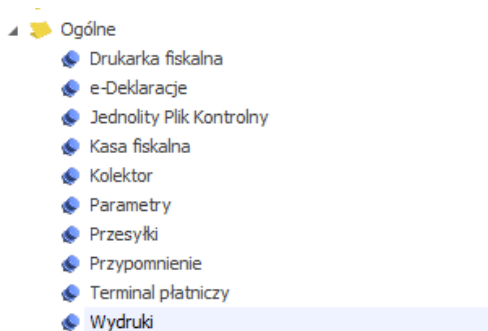 Ogólne
Drukarka fiskalna
e-Deklaracje
Jednolity Plik Kontrolny
Kasa fiskalna
Kolektor
Parametry
Przesyłki
Przypomnienie
Terminal płatniczy
Wydruki